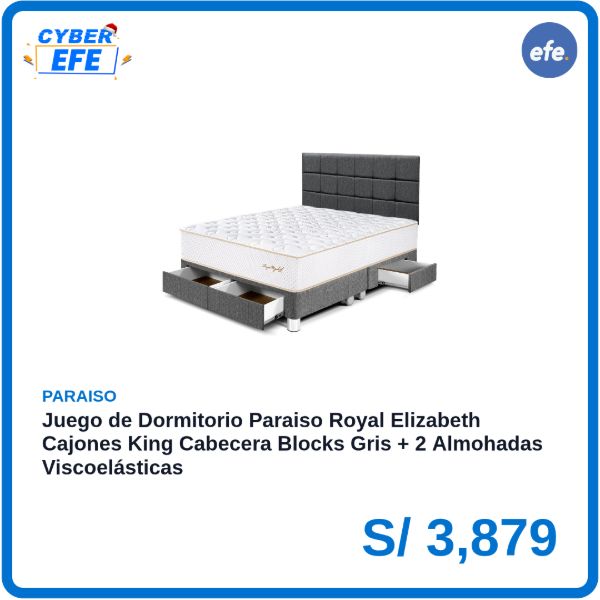 CYBER
EFE
efe.
PARAISO
Juego de Dormitorio Paraiso Royal Elizabeth
Cajones King Cabecera Blocks Gris + 2 Almohadas
Viscoelásticas
S/ 3,879